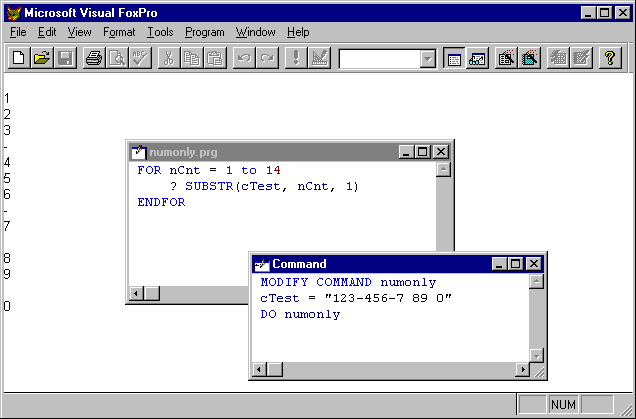 Microsoft Visual FoxPro
File Edit View Format Tools Program Window Help
ABC
1
2
3
-
4
5
6
-
7
8
9
0
numonly.prg
FOR nCnt = 1 to 14
? SUBSTR(cTest, nCnt, 1)
ENDFOR
Command
MODIFY COMMAND numonly
cTest = "123-456-7 89 0"
DO numonly
NUM